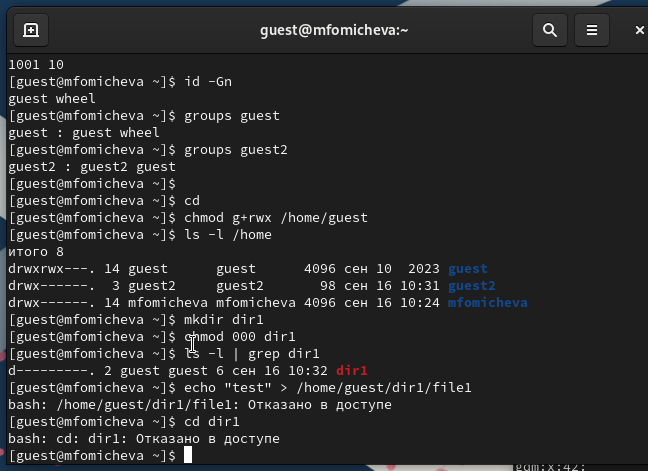 guest@mfomicheva:~
1001 10
[guest@mfomicheva ~]$ id -Gn
guest wheel
[guest@mfomicheva ~]$ groups guest
guest : guest wheel
[guest@mfomicheva ~]$ groups guest2
guest2 : guest2 guest
[guest@mfomicheva ~]$
[guest@mfomicheva ~]$ cd
[guest@mfomicheva ~]$ chmod g+rwx /home/guest
[guest@mfomicheva ~]$ ls -l /home
итого 8
drwxrwx---. 14 guest      guest      4096 сен 10  2023 guest
drwx------.  3 guest2     guest2       98 сен 16 10:31 guest2
drwx------. 14 mfomicheva mfomicheva 4096 сен 16 10:24 mfomicheva
[guest@mfomicheva ~]$ mkdir dir1
[guest@mfomicheva ~]$ chmod 000 dir1
[guest@mfomicheva ~]$ ls -l | grep dir1
d---------. 2 guest guest 6 сен 16 10:32 dir1
[guest@mfomicheva ~]$ echo "test" > /home/guest/dir1/file1
bash: /home/guest/dir1/file1: Отказано в доступе
[guest@mfomicheva ~]$ cd dir1
bash: cd: dir1: Отказано в доступе
[guest@mfomicheva ~]$
gdm:x:42: